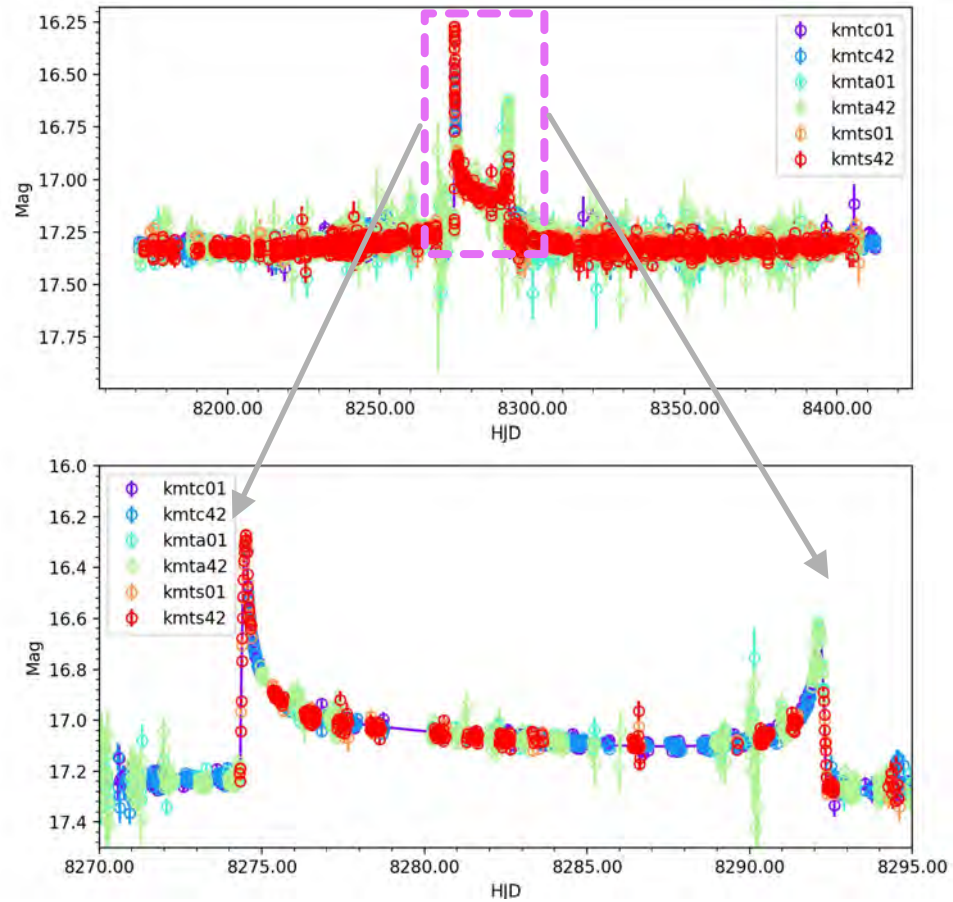 16.25
16.50
16.75
17.00
17.25
17.50
17.75
Mag
kmtc01
kmtc42
kmta01
kmta42
kmts01
kmts42
8200.00 8250.00 8300.00 8350.00 8400.00
HJD
16.0
16.2
16.4
16.6
16.8
17.0
17.2
17.4
Mag
kmtc01
kmtc42
kmta01
kmta42
kmts01
kmts42
8270.00 8275.00 8280.00 8285.00 8290.00 8295.00
HJD